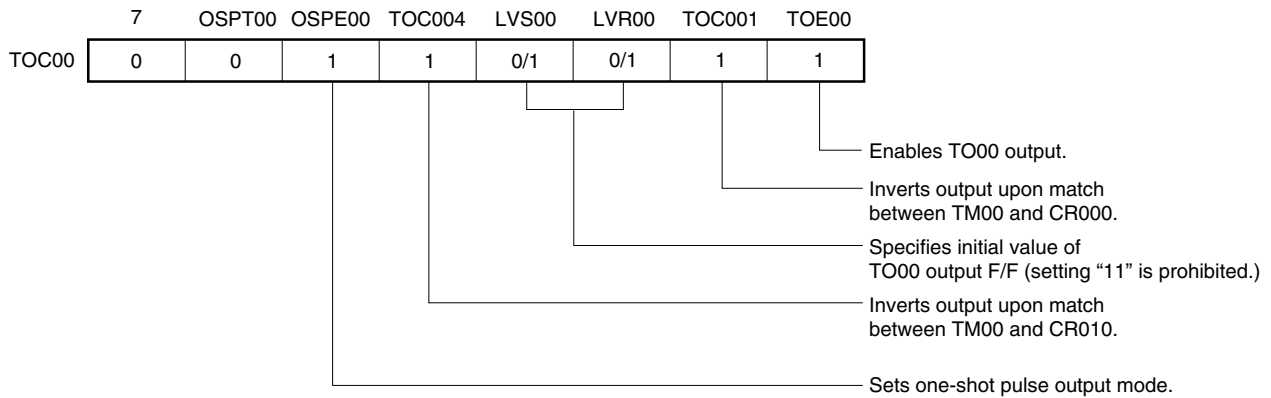 7 OSPT00 OSPE00 TOC004 LVS00 LVR00 TOC001 TOE00
TOC00 0 0 1 1 0/1 0/1 1 1
Enables TO00 output.
Inverts output upon match
between TM00 and CR000.
Specifies initial value of
TO00 output F/F (setting “11” is prohibited.)
Inverts output upon match
between TM00 and CR010.
Sets one-shot pulse output mode.